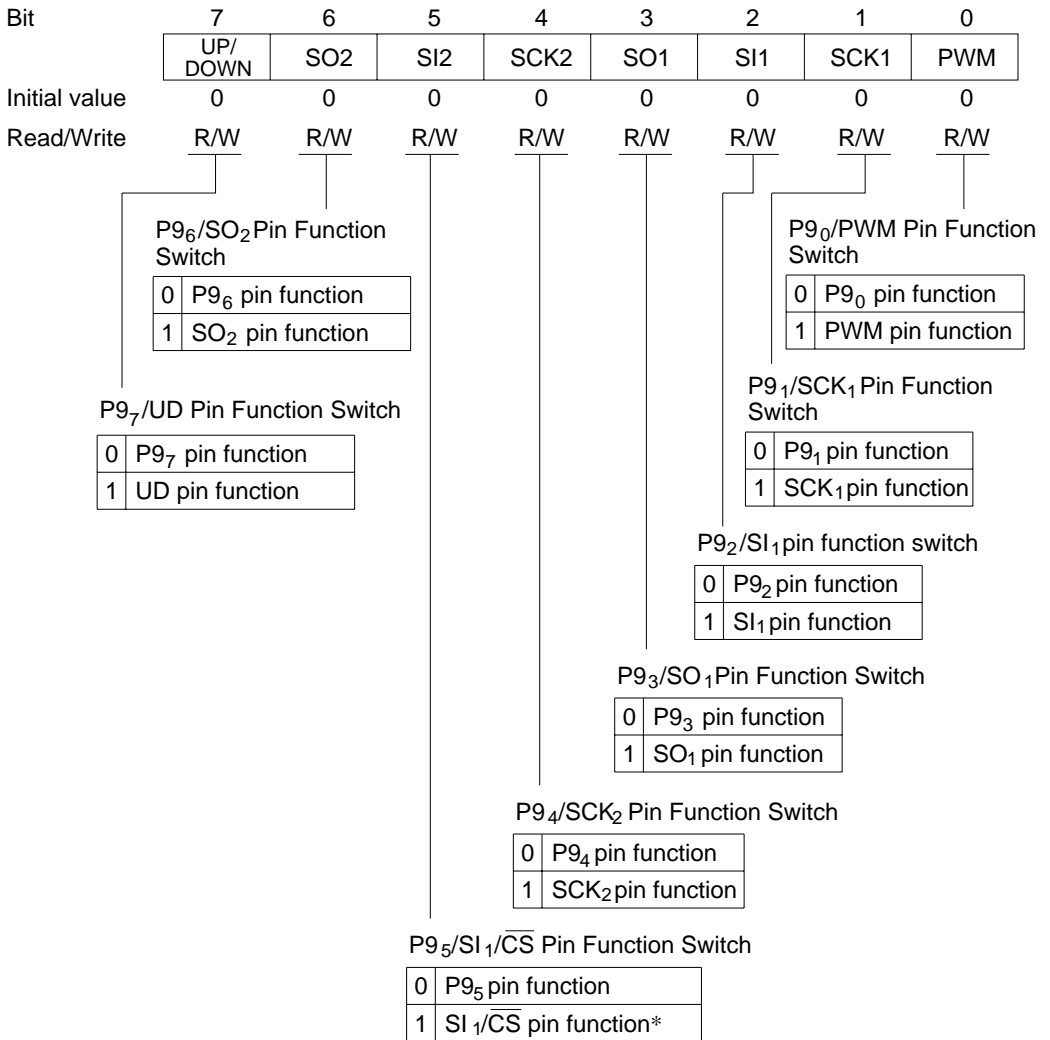 Bit 7 6 5 4 3 2 1 0
UP/DOWN SO2 SI2 SCK2 SO1 SI1 SCK1 PWM
Initial value 0 0 0 0 0 0 0 0
Read/Write R/W R/W R/W R/W R/W R/W R/W R/W
P9₆/SO₂ Pin Function
Switch
0 P9₆ pin function
1 SO₂ pin function
P9₀/PWM Pin Function
Switch
0 P9₀ pin function
1 PWM pin function
P9₇/UD Pin Function Switch
0 P9₇ pin function
1 UD pin function
P9₁/SCK₁ Pin Function
Switch
0 P9₁ pin function
1 SCK₁ pin function
P9₂/SI₁ pin function switch
0 P9₂ pin function
1 SI₁ pin function
P9₃/SO₁ Pin Function Switch
0 P9₃ pin function
1 SO₁ pin function
P9₄/SCK₂ Pin Function Switch
0 P9₄ pin function
1 SCK₂ pin function
P9₅/SI₁/C̅S̅ Pin Function Switch
0 P9₅ pin function
1 SI₁/C̅S̅ pin function*